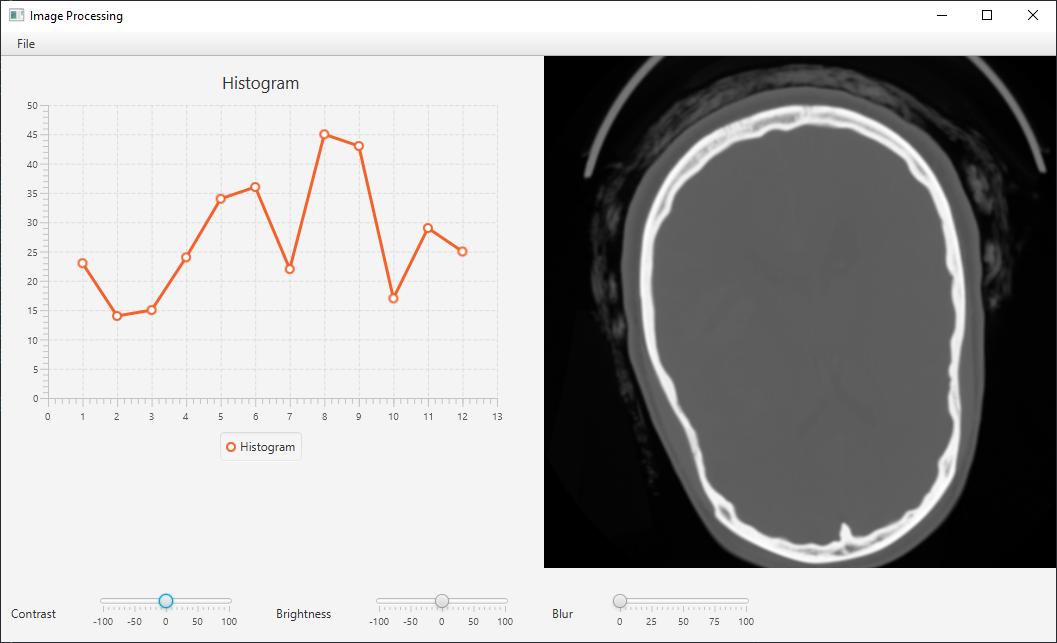 Image Processing
File
Histogram
50
45
40
35
30
25
20
15
10
5
0
0 1 2 3 4 5 6 7 8 9 10 11 12 13
Histogram
Contrast
-100 -50 0 50 100
Brightness
-100 -50 0 50 100
Blur
0 25 50 75 100